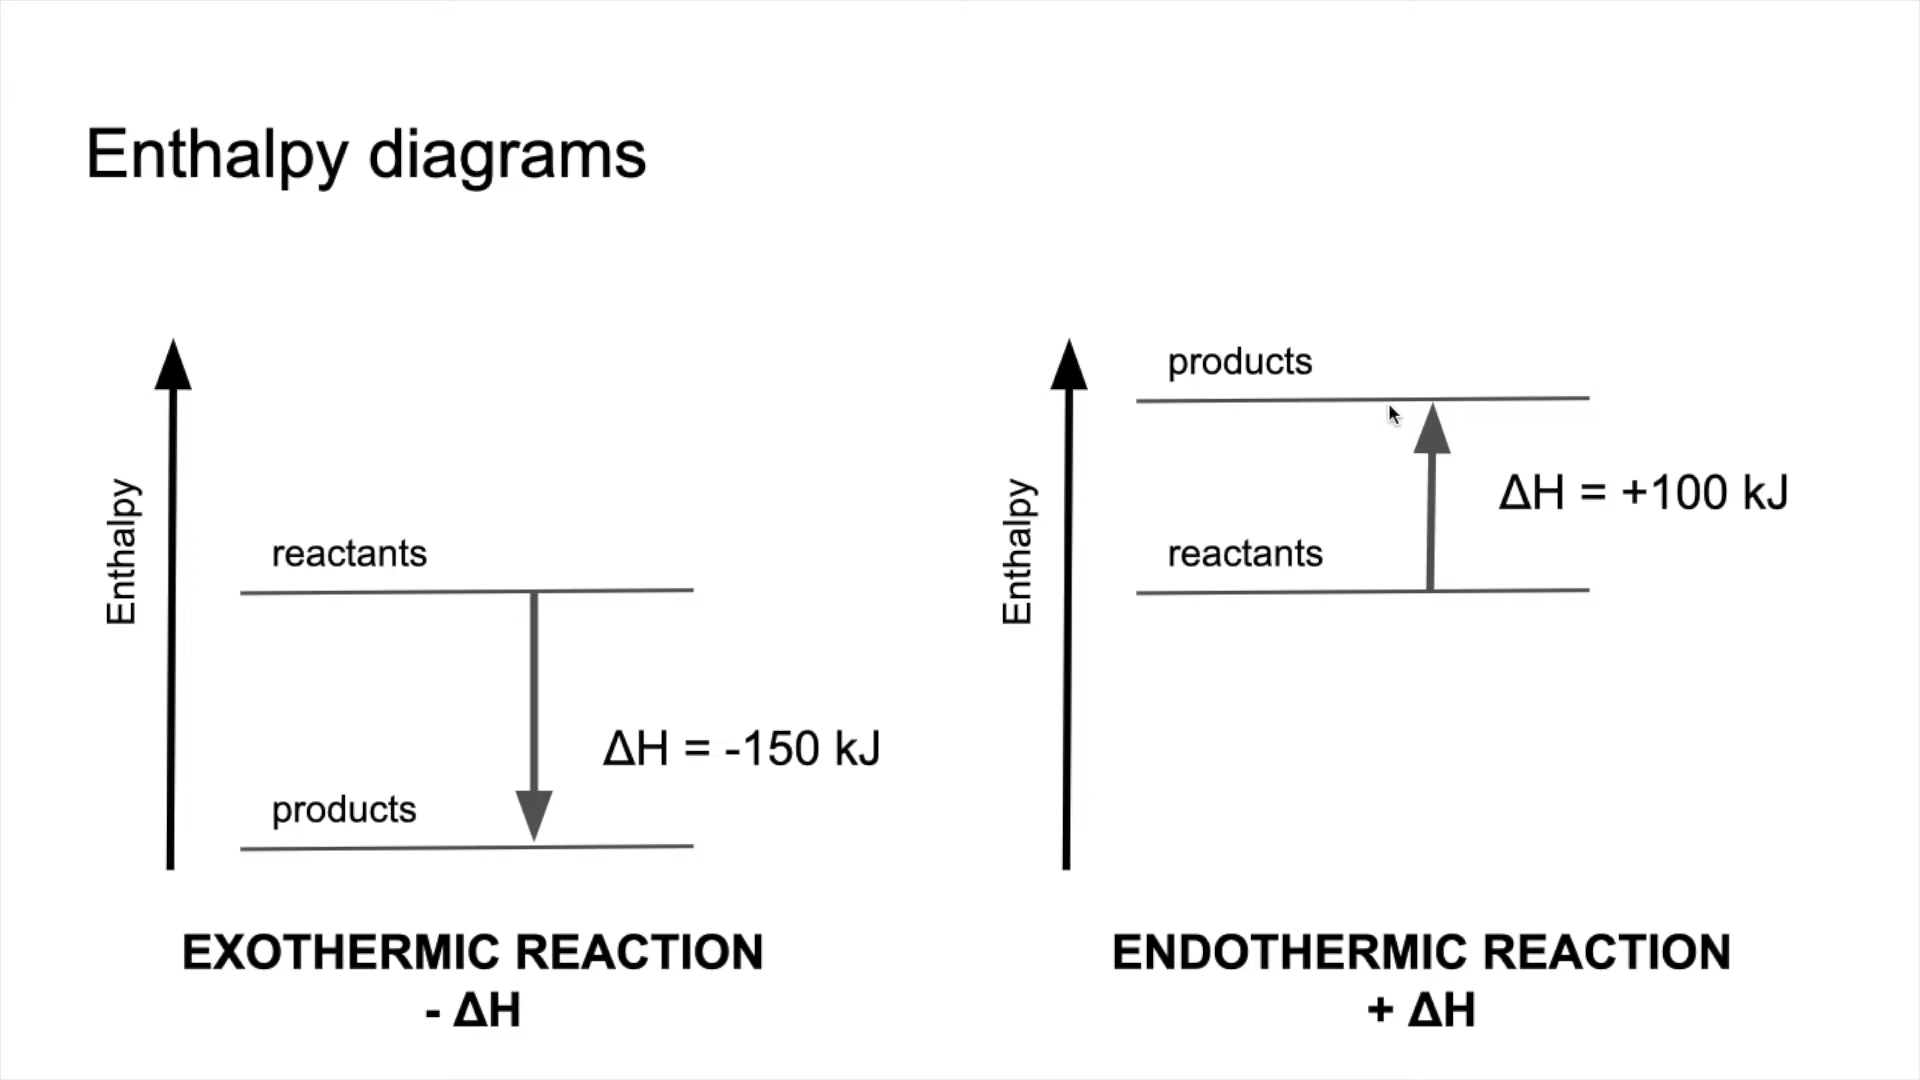 Enthalpy diagrams
Enthalpy
reactants
ΔH = -150 kJ
products
EXOTHERMIC REACTION
- ΔH
Enthalpy
products
ΔH = +100 kJ
reactants
ENDOTHERMIC REACTION
+ ΔH